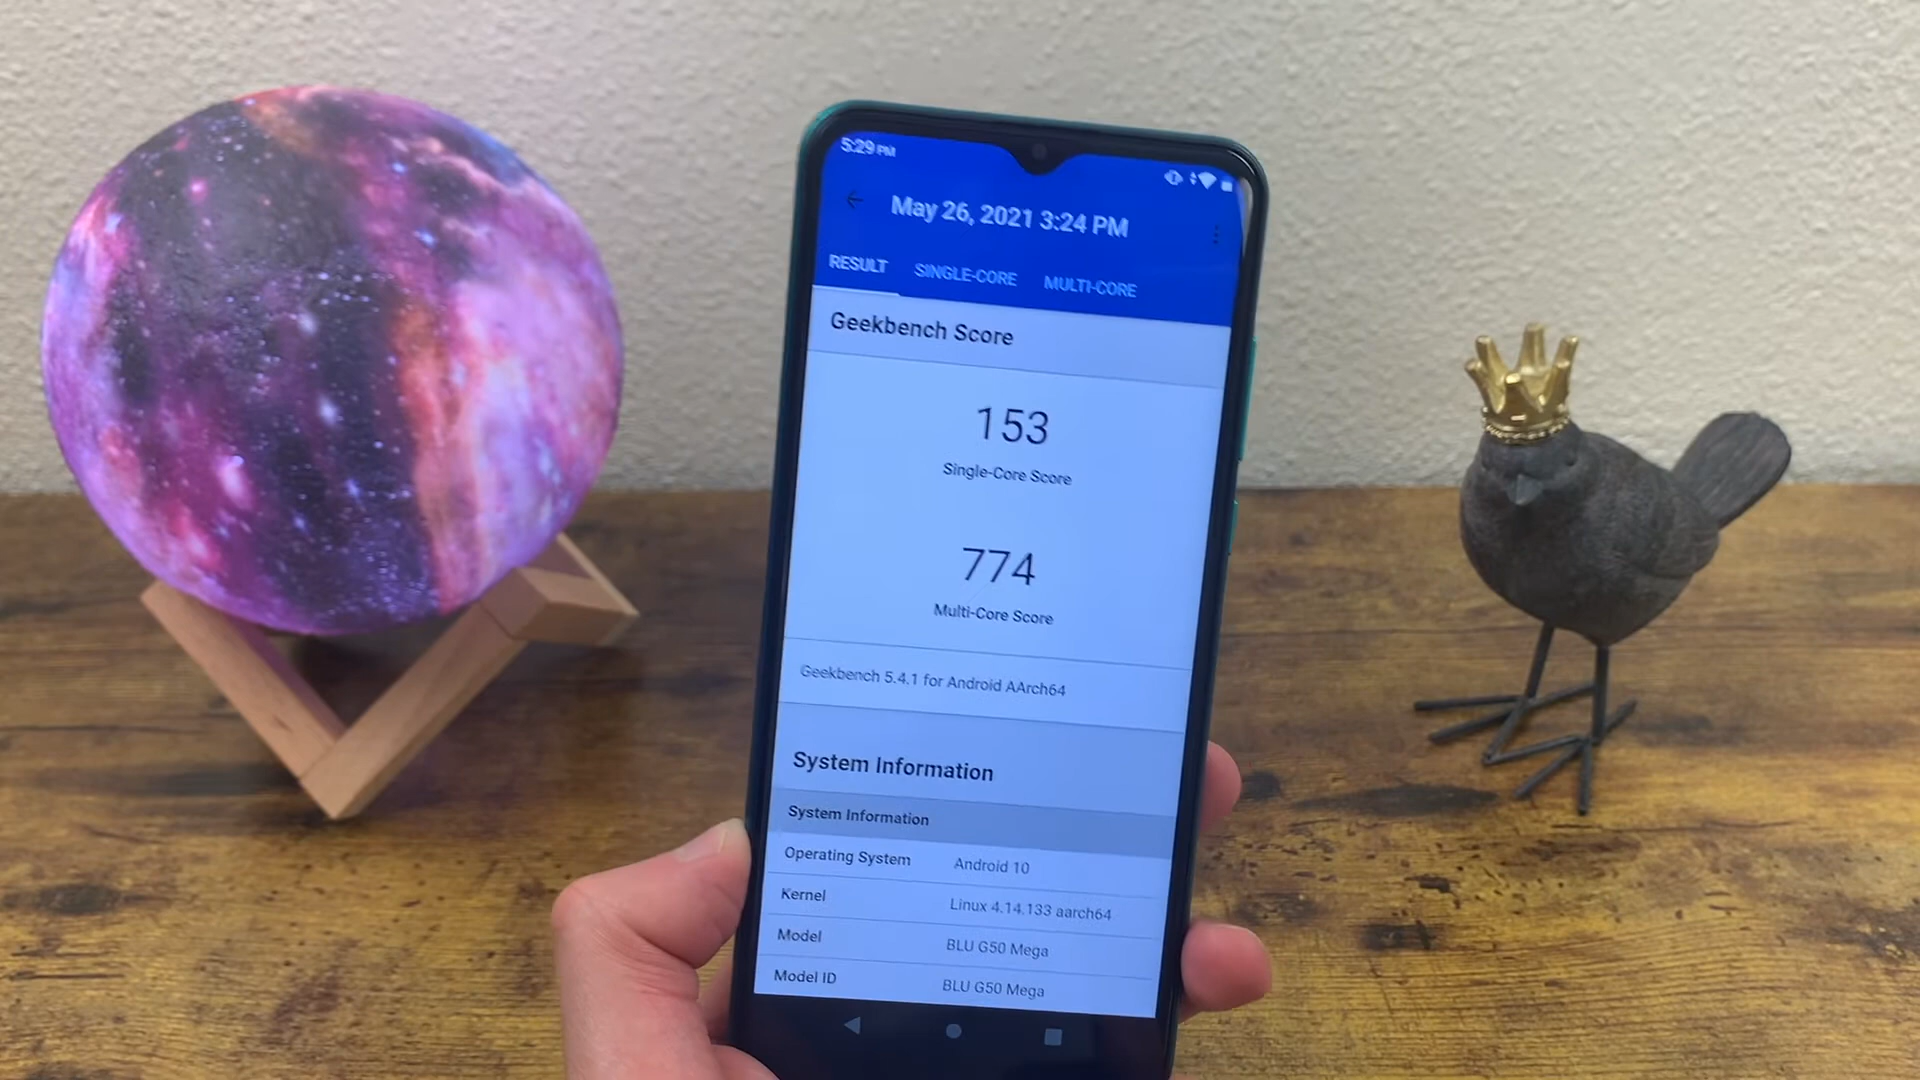 5:29 PM
May 26, 2021 3:24 PM
RESULT SINGLE-CORE MULTI-CORE
Geekbench Score
153
Single-Core Score
774
Multi-Core Score
Geekbench 5.4.1 for Android AArch64
System Information
System Information
Operating System Android 10
Kernel Linux 4.14.133 aarch64
Model BLU G50 Mega
Model ID BLU G50 Mega